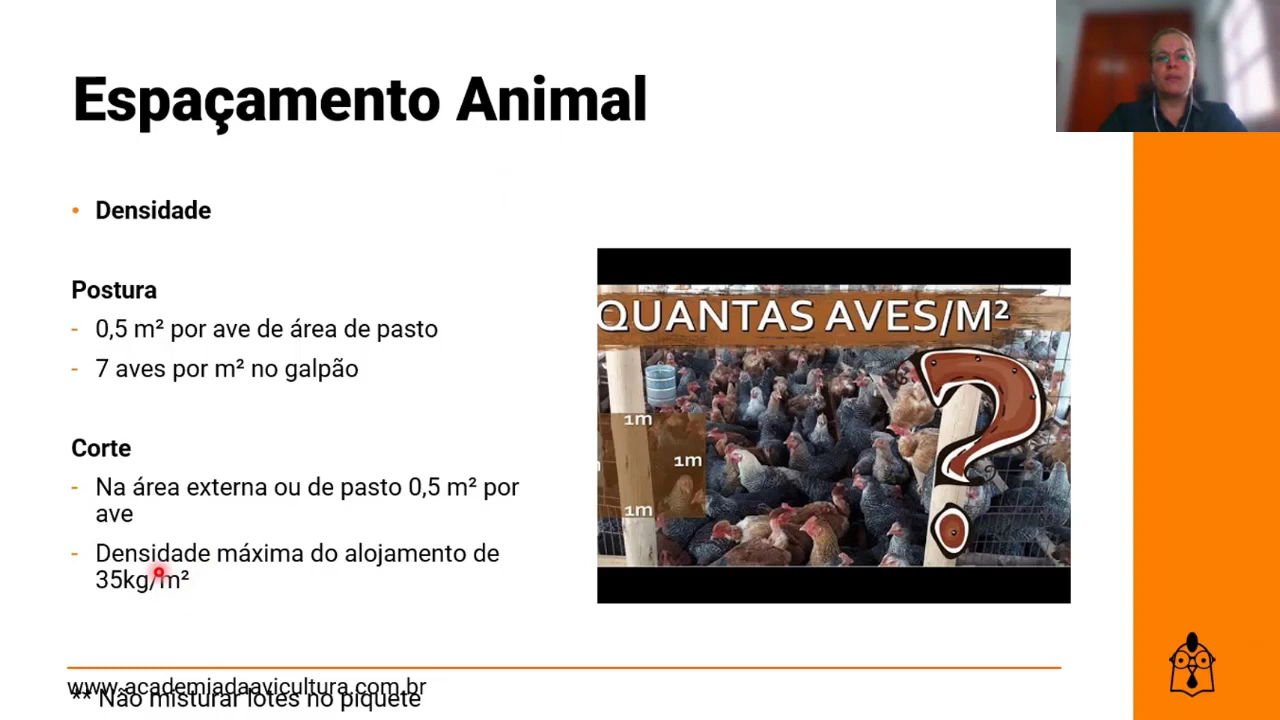 Espaçamento Animal
• Densidade
Postura
- 0,5 m² por ave de área de pasto
- 7 aves por m² no galpão
Corte
- Na área externa ou de pasto 0,5 m² por
ave
- Densidade máxima do alojamento de
35kg/m²
QUANTAS AVES/M²
1m
1m
1m
www.academiadaavicultura.com.br
** Não misturar lotes no piquete